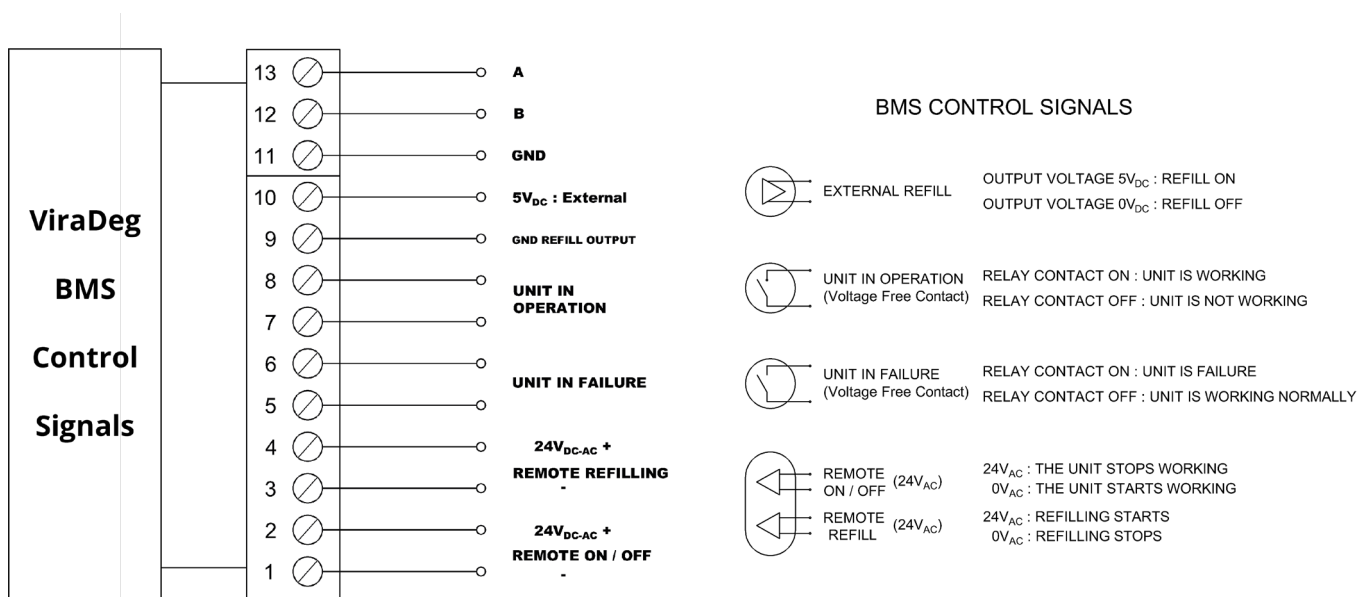 ViraDeg
BMS
Control
Signals
13 A
12 B
11 GND
10 5VDC : External
9 GND REFILL OUTPUT
8
UNIT IN
OPERATION
7
6
UNIT IN FAILURE
5
4 24VDC-AC +
REMOTE REFILLING
3 -
2 24VDC-AC +
REMOTE ON / OFF
1 -
BMS CONTROL SIGNALS
EXTERNAL REFILL
OUTPUT VOLTAGE 5VDC : REFILL ON
OUTPUT VOLTAGE 0VDC : REFILL OFF
UNIT IN OPERATION
(Voltage Free Contact)
RELAY CONTACT ON : UNIT IS WORKING
RELAY CONTACT OFF : UNIT IS NOT WORKING
UNIT IN FAILURE
(Voltage Free Contact)
RELAY CONTACT ON : UNIT IS FAILURE
RELAY CONTACT OFF : UNIT IS WORKING NORMALLY
REMOTE
ON / OFF
(24VAC)
24VAC : THE UNIT STOPS WORKING
0VAC : THE UNIT STARTS WORKING
REMOTE
REFILL
(24VAC)
24VAC : REFILLING STARTS
0VAC : REFILLING STOPS